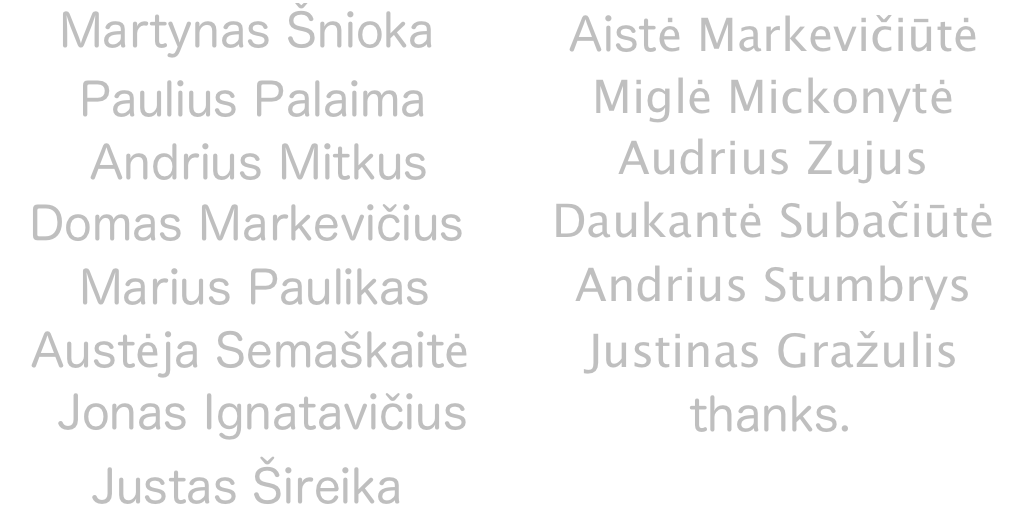 Martynas Šnioka
Paulius Palaima
Andrius Mitkus
Domas Markevičius
Marius Paulikas
Austėja Semaškaitė
Jonas Ignatavičius
Justas Šireika
Aistė Markevičiūtė
Miglė Mickonytė
Audrius Zujus
Daukantė Subačiūtė
Andrius Stumbrys
Justinas Gražulis
thanks.